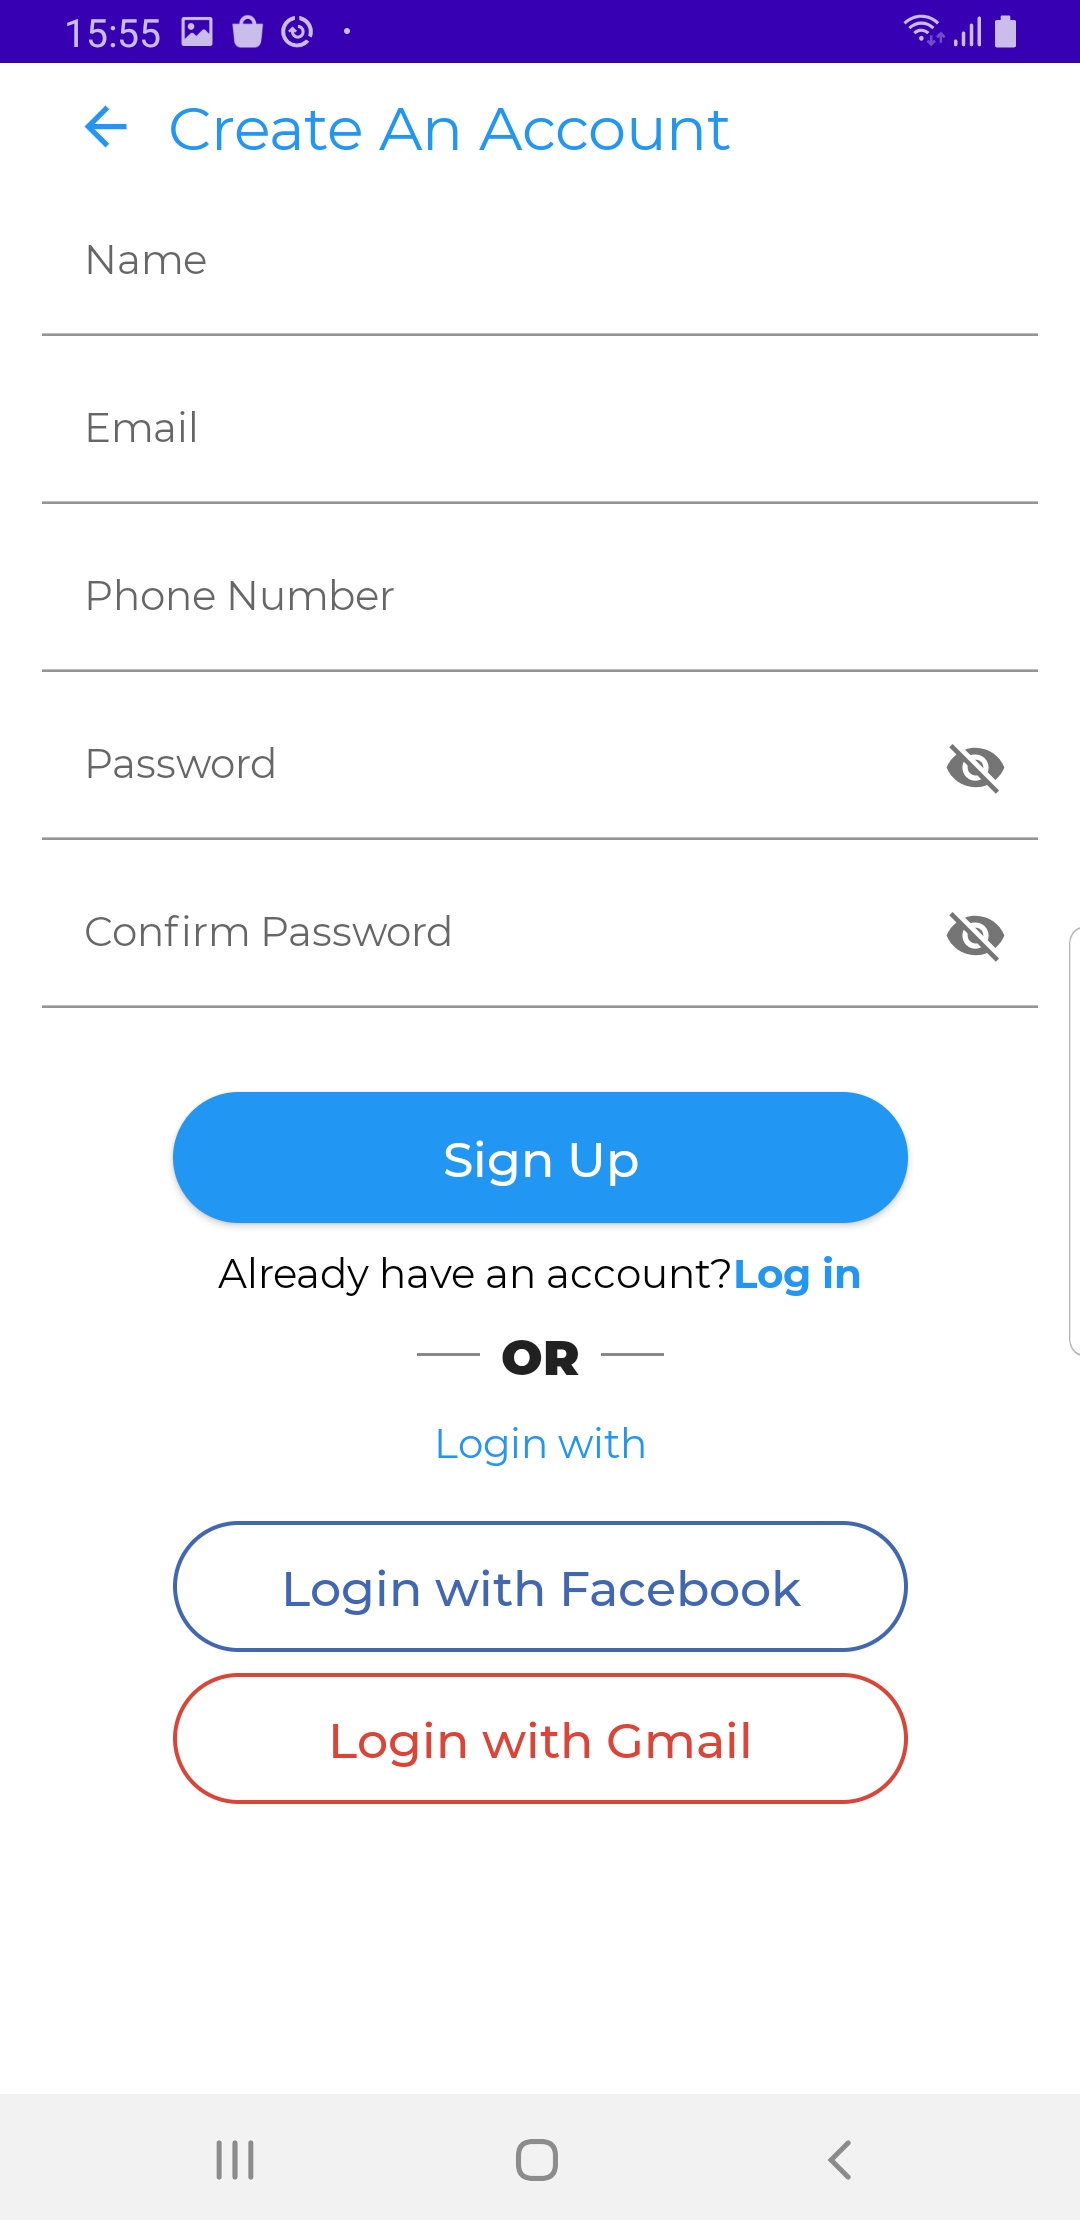 15:55
Create An Account
Name
Email
Phone Number
Password
Confirm Password
Sign Up
Already have an account?Log in
OR
Login with
Login with Facebook
Login with Gmail